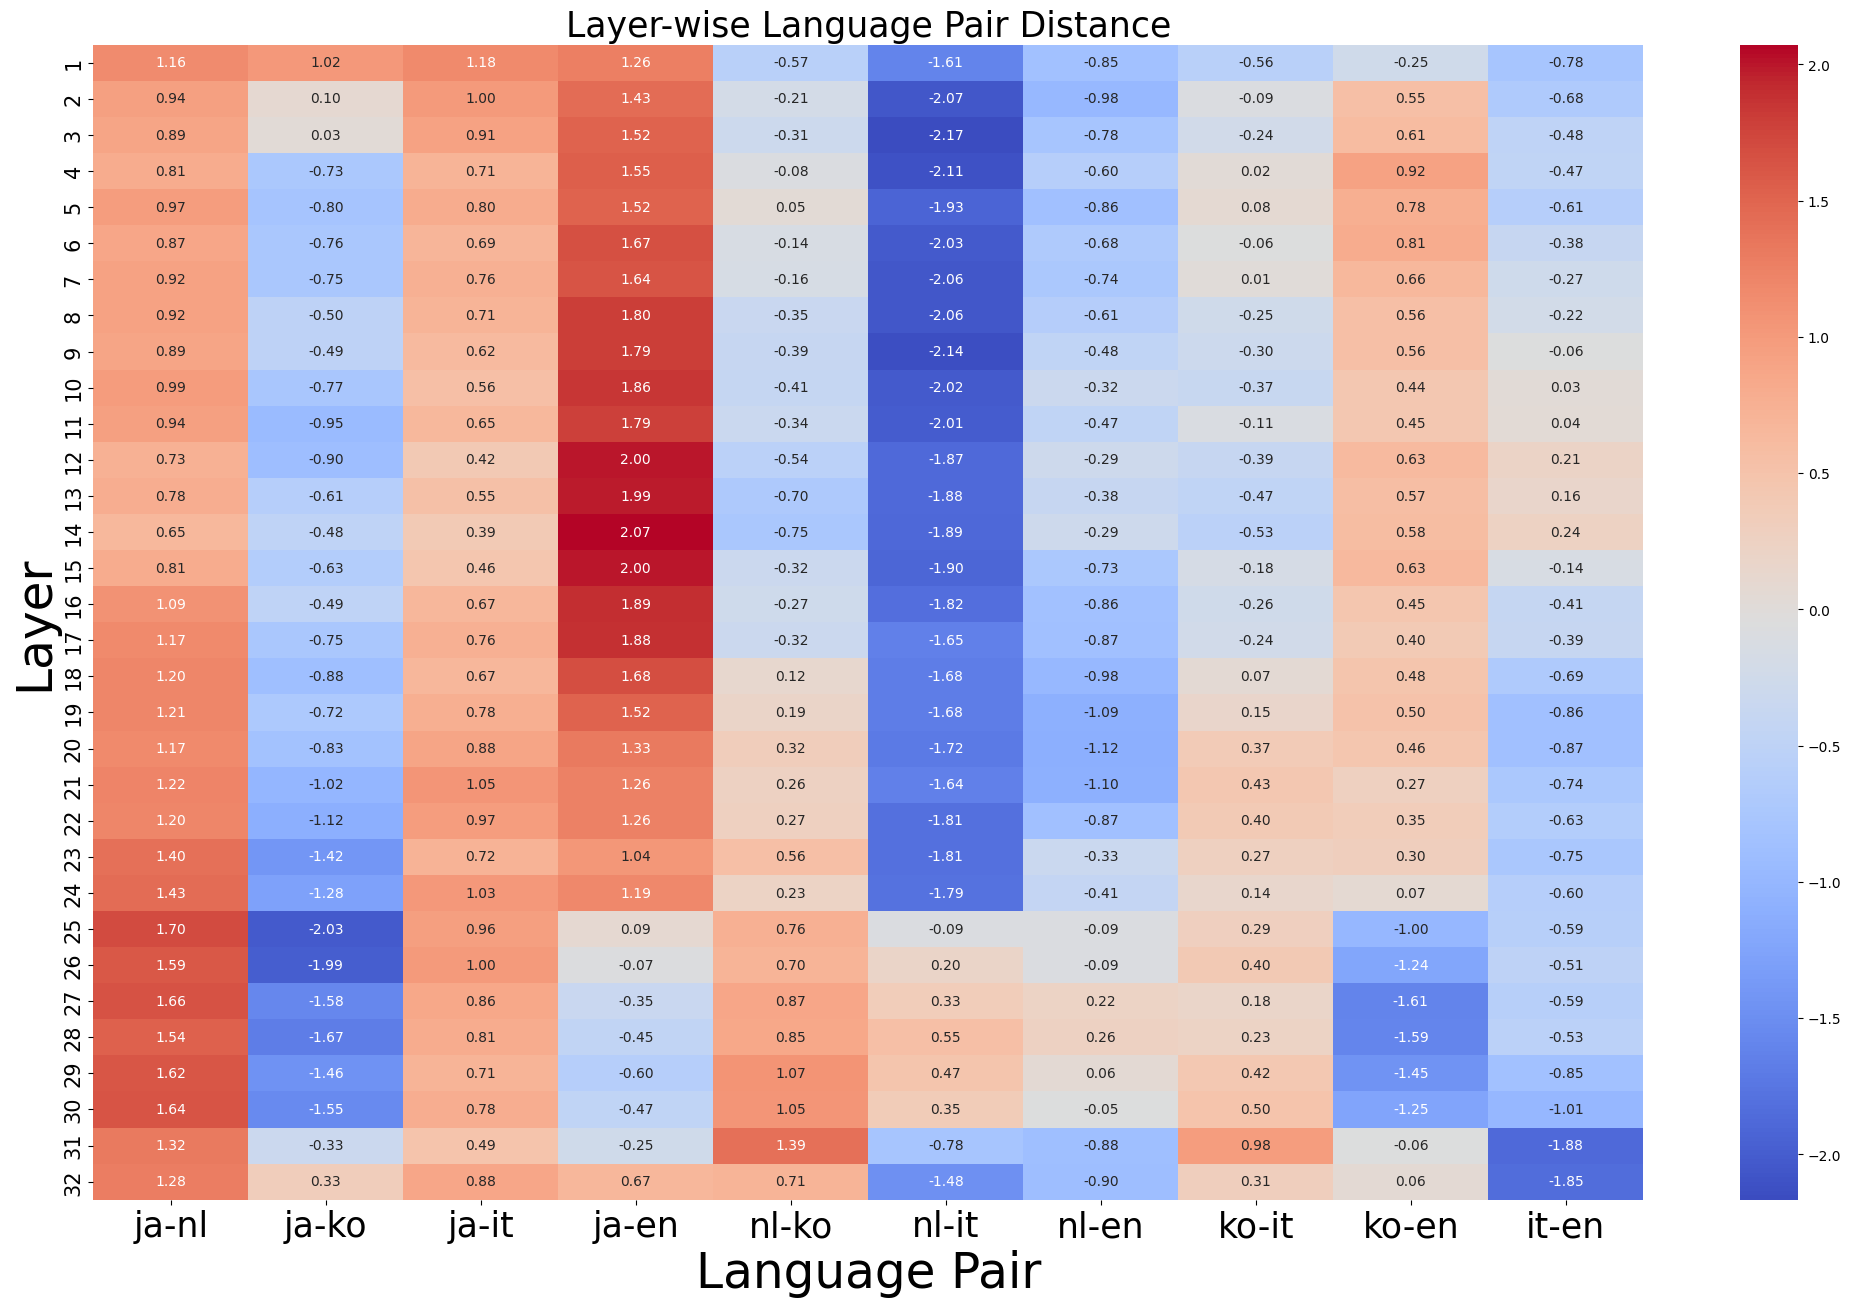 Layer-wise Language Pair Distance
1 1.16 1.02 1.18 1.26 -0.57 -1.61 -0.85 -0.56 -0.25 -0.78
2 0.94 0.10 1.00 1.43 -0.21 -2.07 -0.98 -0.09 0.55 -0.68
3 0.89 0.03 0.91 1.52 -0.31 -2.17 -0.78 -0.24 0.61 -0.48
4 0.81 -0.73 0.71 1.55 -0.08 -2.11 -0.60 0.02 0.92 -0.47
5 0.97 -0.80 0.80 1.52 0.05 -1.93 -0.86 0.08 0.78 -0.61
6 0.87 -0.76 0.69 1.67 -0.14 -2.03 -0.68 -0.06 0.81 -0.38
7 0.92 -0.75 0.76 1.64 -0.16 -2.06 -0.74 0.01 0.66 -0.27
8 0.92 -0.50 0.71 1.80 -0.35 -2.06 -0.61 -0.25 0.56 -0.22
9 0.89 -0.49 0.62 1.79 -0.39 -2.14 -0.48 -0.30 0.56 -0.06
10 0.99 -0.77 0.56 1.86 -0.41 -2.02 -0.32 -0.37 0.44 0.03
11 0.94 -0.95 0.65 1.79 -0.34 -2.01 -0.47 -0.11 0.45 0.04
12 0.73 -0.90 0.42 2.00 -0.54 -1.87 -0.29 -0.39 0.63 0.21
13 0.78 -0.61 0.55 1.99 -0.70 -1.88 -0.38 -0.47 0.57 0.16
14 0.65 -0.48 0.39 2.07 -0.75 -1.89 -0.29 -0.53 0.58 0.24
15 0.81 -0.63 0.46 2.00 -0.32 -1.90 -0.73 -0.18 0.63 -0.14
16 1.09 -0.49 0.67 1.89 -0.27 -1.82 -0.86 -0.26 0.45 -0.41
17 1.17 -0.75 0.76 1.88 -0.32 -1.65 -0.87 -0.24 0.40 -0.39
18 1.20 -0.88 0.67 1.68 0.12 -1.68 -0.98 0.07 0.48 -0.69
19 1.21 -0.72 0.78 1.52 0.19 -1.68 -1.09 0.15 0.50 -0.86
20 1.17 -0.83 0.88 1.33 0.32 -1.72 -1.12 0.37 0.46 -0.87
21 1.22 -1.02 1.05 1.26 0.26 -1.64 -1.10 0.43 0.27 -0.74
22 1.20 -1.12 0.97 1.26 0.27 -1.81 -0.87 0.40 0.35 -0.63
23 1.40 -1.42 0.72 1.04 0.56 -1.81 -0.33 0.27 0.30 -0.75
24 1.43 -1.28 1.03 1.19 0.23 -1.79 -0.41 0.14 0.07 -0.60
25 1.70 -2.03 0.96 0.09 0.76 -0.09 -0.09 0.29 -1.00 -0.59
26 1.59 -1.99 1.00 -0.07 0.70 0.20 -0.09 0.40 -1.24 -0.51
27 1.66 -1.58 0.86 -0.35 0.87 0.33 0.22 0.18 -1.61 -0.59
28 1.54 -1.67 0.81 -0.45 0.85 0.55 0.26 0.23 -1.59 -0.53
29 1.62 -1.46 0.71 -0.60 1.07 0.47 0.06 0.42 -1.45 -0.85
30 1.64 -1.55 0.78 -0.47 1.05 0.35 -0.05 0.50 -1.25 -1.01
31 1.32 -0.33 0.49 -0.25 1.39 -0.78 -0.88 0.98 -0.06 -1.88
32 1.28 0.33 0.88 0.67 0.71 -1.48 -0.90 0.31 0.06 -1.85
ja-nl ja-ko ja-it ja-en nl-ko nl-it nl-en ko-it ko-en it-en
Language Pair
Layer
2.0
1.5
1.0
0.5
0.0
−0.5
−1.0
−1.5
−2.0